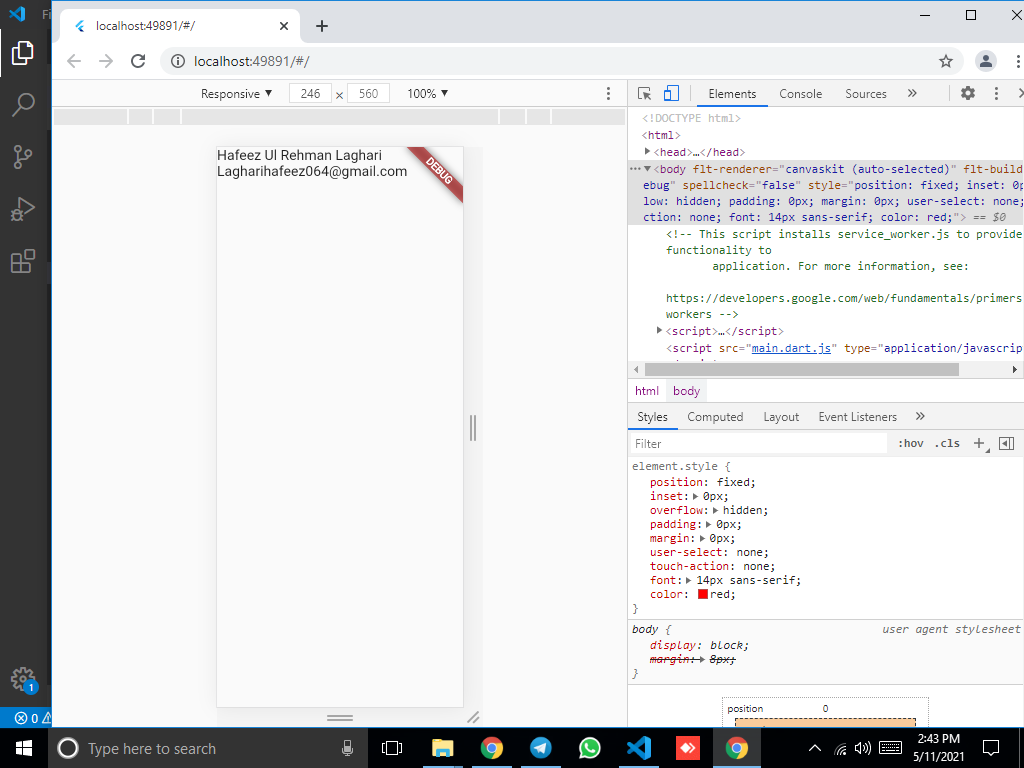 Fi
localhost:49891/#/
localhost:49891/#/
Responsive ▼ 246 × 560 100% ▼
Elements Console Sources »
Hafeez Ul Rehman Laghari
Lagharihafeez064@gmail.com
DEBUG
<!DOCTYPE html>
<html>
<head>…</head>
<body flt-renderer="canvaskit (auto-selected)" flt-build
ebug" spellcheck="false" style="position: fixed; inset: 0p
low: hidden; padding: 0px; margin: 0px; user-select: none;
ction: none; font: 14px sans-serif; color: red;"> == $0
<!-- This script installs service_worker.js to provide
functionality to
application. For more information, see:
https://developers.google.com/web/fundamentals/primers
workers -->
<script>…</script>
<script src="main.dart.js" type="application/javascrip
html body
Styles Computed Layout Event Listeners »
Filter :hov .cls +
element.style {
position: fixed;
inset: 0px;
overflow: hidden;
padding: 0px;
margin: 0px;
user-select: none;
touch-action: none;
font: 14px sans-serif;
color: red;
}
body { user agent stylesheet
display: block;
margin: 8px;
}
position 0
1
0
Type here to search
2:43 PM
5/11/2021